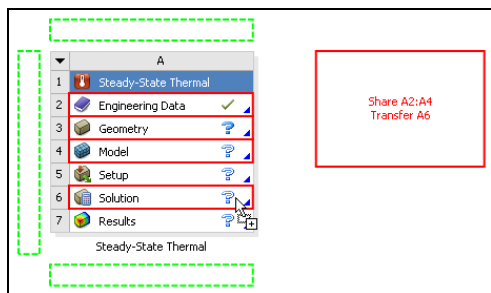 A
1 Steady-State Thermal
2 Engineering Data
3 Geometry
4 Model
5 Setup
6 Solution
7 Results
Steady-State Thermal
Share A2:A4
Transfer A6